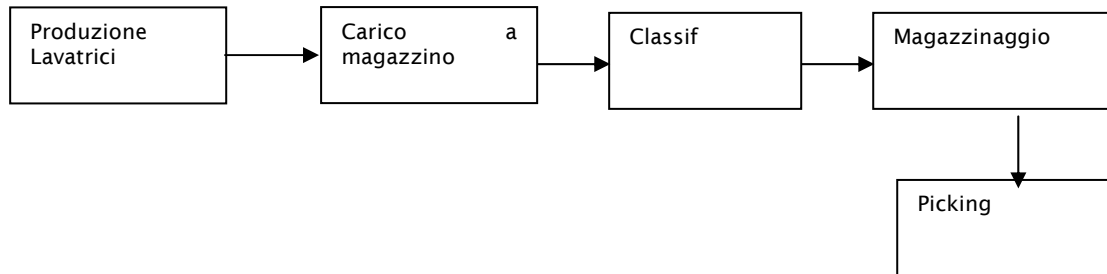 Produzione
Lavatrici
Carico a
magazzino
Classif
Magazzinaggio
Picking